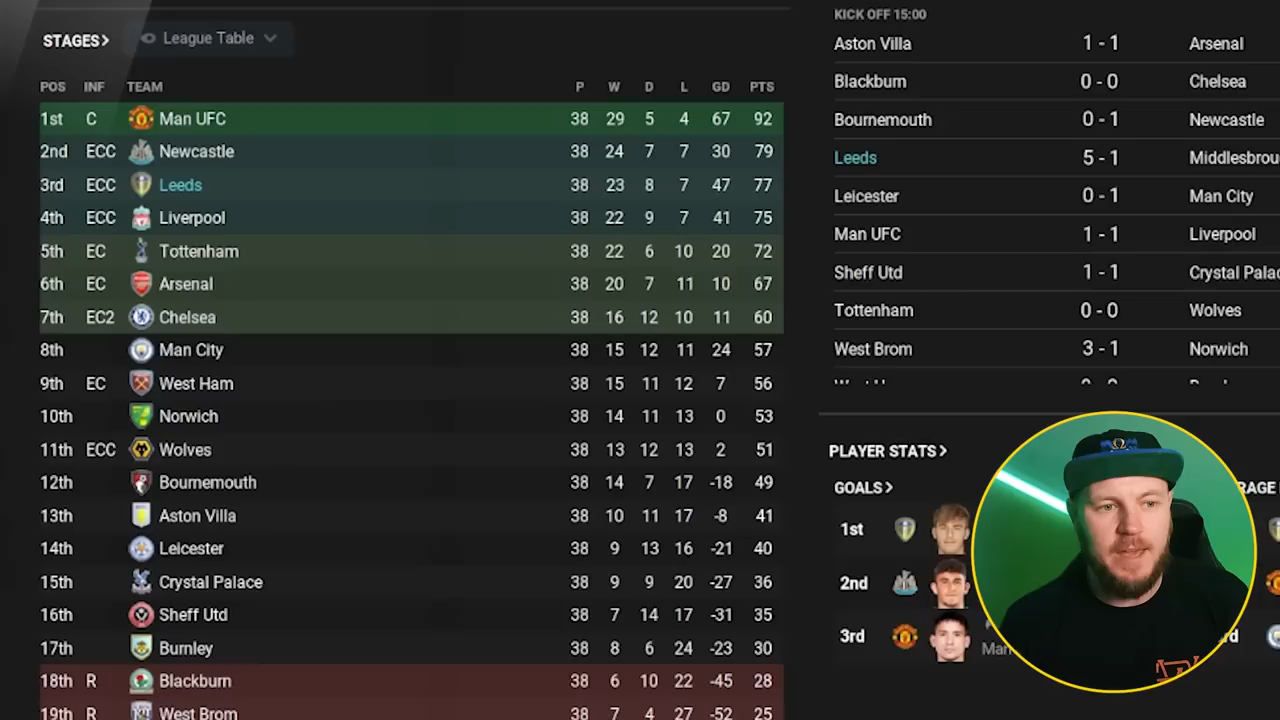 STAGES> League Table
POS INF TEAM P W D L GD PTS
1st C Man UFC 38 29 5 4 67 92
2nd ECC Newcastle 38 24 7 7 30 79
3rd ECC Leeds 38 23 8 7 47 77
4th ECC Liverpool 38 22 9 7 41 75
5th EC Tottenham 38 22 6 10 20 72
6th EC Arsenal 38 20 7 11 10 67
7th EC2 Chelsea 38 16 12 10 11 60
8th Man City 38 15 12 11 24 57
9th EC West Ham 38 15 11 12 7 56
10th Norwich 38 14 11 13 0 53
11th ECC Wolves 38 13 12 13 2 51
12th Bournemouth 38 14 7 17 -18 49
13th Aston Villa 38 10 11 17 -8 41
14th Leicester 38 9 13 16 -21 40
15th Crystal Palace 38 9 9 20 -27 36
16th Sheff Utd 38 7 14 17 -31 35
17th Burnley 38 8 6 24 -23 30
18th R Blackburn 38 6 10 22 -45 28
19th R West Brom 38 7 4 27 -52 25
KICK OFF 15:00
Aston Villa 1 - 1 Arsenal
Blackburn 0 - 0 Chelsea
Bournemouth 0 - 1 Newcastle
Leeds 5 - 1 Middlesbrou
Leicester 0 - 1 Man City
Man UFC 1 - 1 Liverpool
Sheff Utd 1 - 1 Crystal Palac
Tottenham 0 - 0 Wolves
West Brom 3 - 1 Norwich
PLAYER STATS>
GOALS>
1st
2nd
3rd
Man